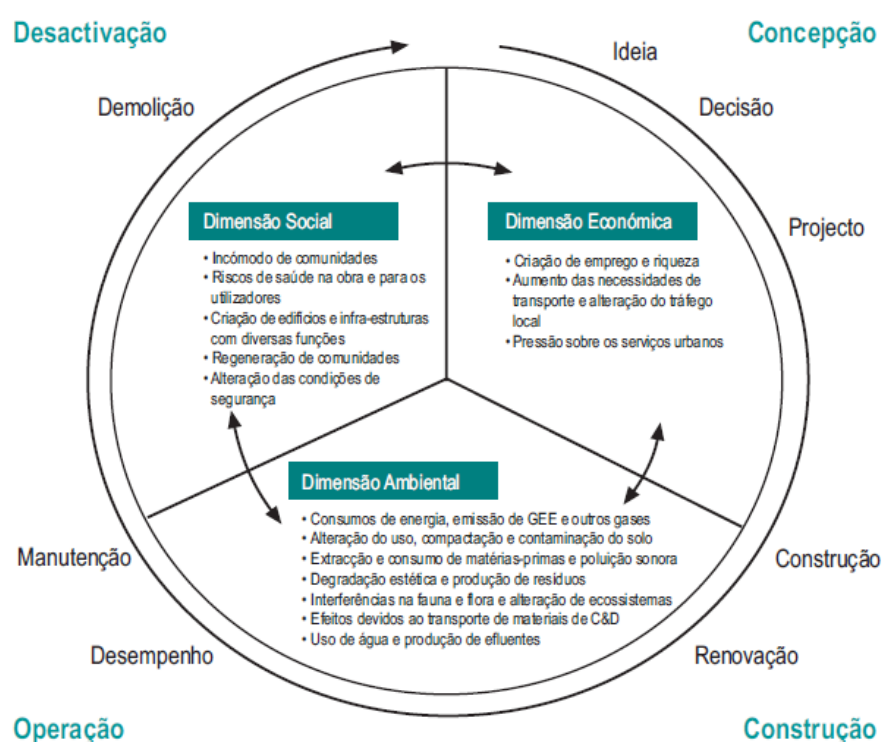 Desactivação
Concepção
Ideia
Demolição
Decisão
Projecto
Dimensão Social
• Incómodo de comunidades
• Riscos de saúde na obra e para os
utilizadores
• Criação de edifícios e infra-estruturas
com diversas funções
• Regeneração de comunidades
• Alteração das condições de
segurança
Dimensão Económica
• Criação de emprego e riqueza
• Aumento das necessidades de
transporte e alteração do tráfego
local
• Pressão sobre os serviços urbanos
Dimensão Ambiental
• Consumos de energia, emissão de GEE e outros gases
• Alteração do uso, compactação e contaminação do solo
• Extracção e consumo de matérias-primas e poluição sonora
• Degradação estética e produção de resíduos
• Interferências na fauna e flora e alteração de ecossistemas
• Efeitos devidos ao transporte de materiais de C&D
• Uso de água e produção de efluentes
Manutenção
Construção
Desempenho
Renovação
Operação
Construção